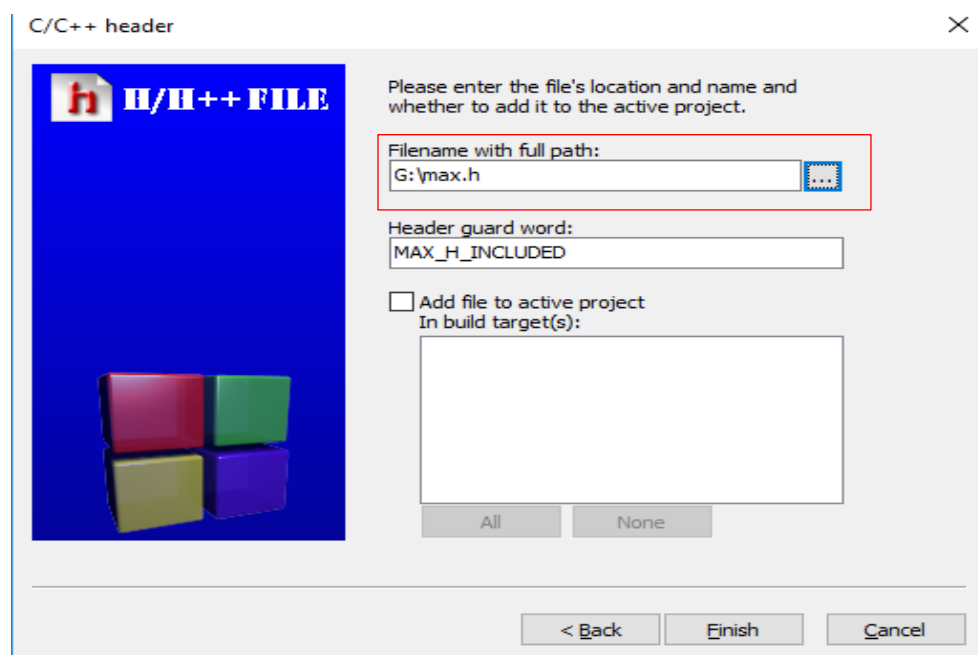 C/C++ header
H/H++ FILE
Please enter the file's location and name and
whether to add it to the active project.
Filename with full path:
G:\max.h
...
Header guard word:
MAX_H_INCLUDED
Add file to active project
In build target(s):
All
None
< Back
Finish
Cancel